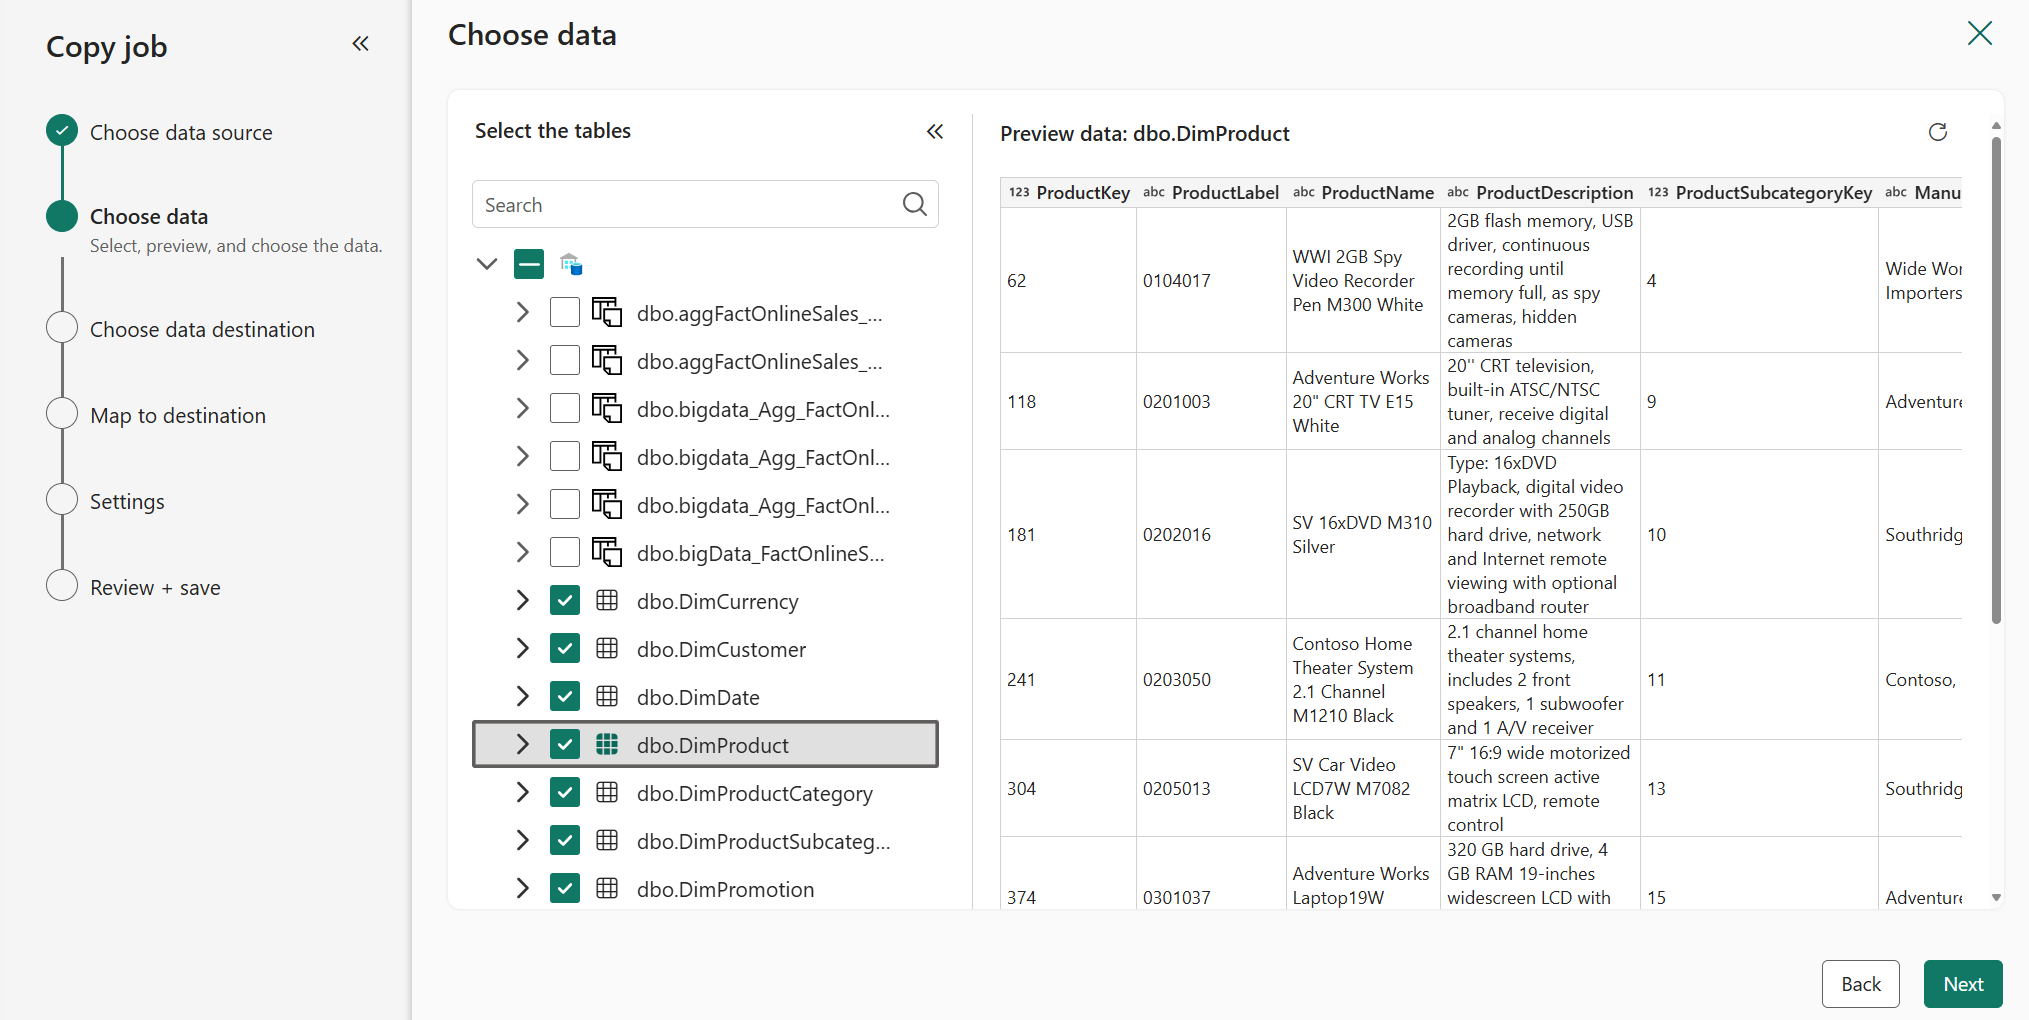 Copy job
Choose data source
Choose data
Select, preview, and choose the data.
Choose data destination
Map to destination
Settings
Review + save
Choose data
Select the tables
Search
dbo.aggFactOnlineSales_...
dbo.aggFactOnlineSales_...
dbo.bigdata_Agg_FactOnl...
dbo.bigdata_Agg_FactOnl...
dbo.bigdata_Agg_FactOnl...
dbo.bigData_FactOnlineS...
dbo.DimCurrency
dbo.DimCustomer
dbo.DimDate
dbo.DimProduct
dbo.DimProductCategory
dbo.DimProductSubcateg...
dbo.DimPromotion
Preview data: dbo.DimProduct
123 ProductKey abc ProductLabel abc ProductName abc ProductDescription 123 ProductSubcategoryKey abc Manu
62
0104017
WWI 2GB Spy
Video Recorder
Pen M300 White
2GB flash memory, USB
driver, continuous
recording until
memory full, as spy
cameras, hidden
cameras
4
Wide Wor
Importers
118
0201003
Adventure Works
20" CRT TV E15
White
20'' CRT television,
built-in ATSC/NTSC
tuner, receive digital
and analog channels
9
Adventure
181
0202016
SV 16xDVD M310
Silver
Type: 16xDVD
Playback, digital video
recorder with 250GB
hard drive, network
and Internet remote
viewing with optional
broadband router
10
Southridg
241
0203050
Contoso Home
Theater System
2.1 Channel
M1210 Black
2.1 channel home
theater systems,
includes 2 front
speakers, 1 subwoofer
and 1 A/V receiver
11
Contoso,
304
0205013
SV Car Video
LCD7W M7082
Black
7" 16:9 wide motorized
touch screen active
matrix LCD, remote
control
13
Southridg
374
0301037
Adventure Works
Laptop19W
320 GB hard drive, 4
GB RAM 19-inches
widescreen LCD with
15
Adventure
Back
Next